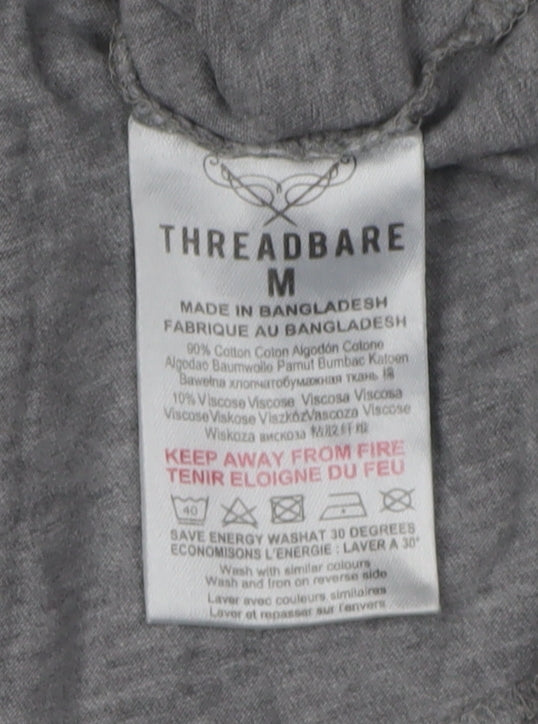 THREADBARE
M
MADE IN BANGLADESH
FABRIQUE AU BANGLADESH
90% Cotton Coton Algodón Cotone
Algodao Baumwolle Pamut Bumbac Katoen
Bawełna хлопчатобумажная ткань 棉
10% Viscose Viscose Viscosa Viscosa
Viscose Viskose Viszkóz Vascoza Viscose
Wiskoza вискоза
KEEP AWAY FROM FIRE
TENIR ELOIGNE DU FEU
40
SAVE ENERGY WASHAT 30 DEGREES
ECONOMISONS L'ENERGIE : LAVER A 30°
Wash with similar colours
Wash and Iron on reverse side
Laver avec couleurs similaires
Laver et repasser sur l'envers